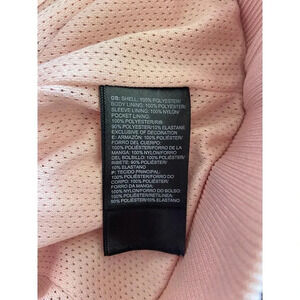 GB: SHELL: 100% POLYESTER/
BODY LINING: 100% POLYESTER/
SLEEVE LINING: 100% NYLON/
POCKET LINING:
100% POLYESTER/RIB:
90% POLYESTER/10% ELASTANE
EXCLUSIVE OF DECORATION
E: ARMAZÓN: 100% POLIÉSTER/
FORRO DEL CUERPO:
100% POLIÉSTER/FORRO DE LA
MANGA: 100% NYLON/FORRO
DEL BOLSILLO: 100% POLIÉSTER/
RIBETE: 90% POLIÉSTER/
10% ELASTANO
P: TECIDO PRINCIPAL:
100% POLIÉSTER/FORRO DO
CORPO: 100% POLIÉSTER/
FORRO DA MANGA:
100% NYLON/FORRO DO BOLSO:
100% POLIÉSTER/RETILÍNEA:
90% POLIÉSTER/10% ELASTANO